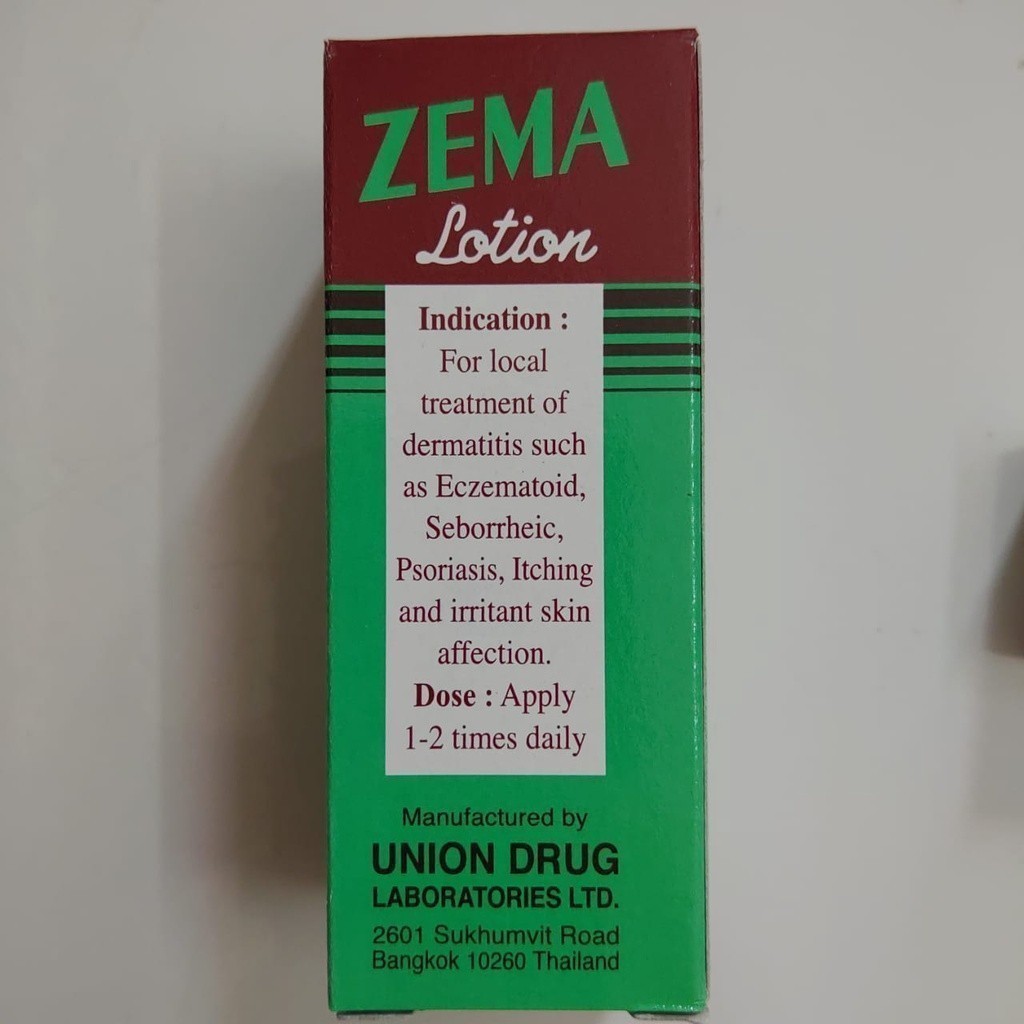 ZEMA
Lotion
Indication :
For local
treatment of
dermatitis such
as Eczematoid,
Seborrheic,
Psoriasis, Itching
and irritant skin
affection.
Dose : Apply
1-2 times daily
Manufactured by
UNION DRUG
LABORATORIES LTD.
2601 Sukhumvit Road
Bangkok 10260 Thailand